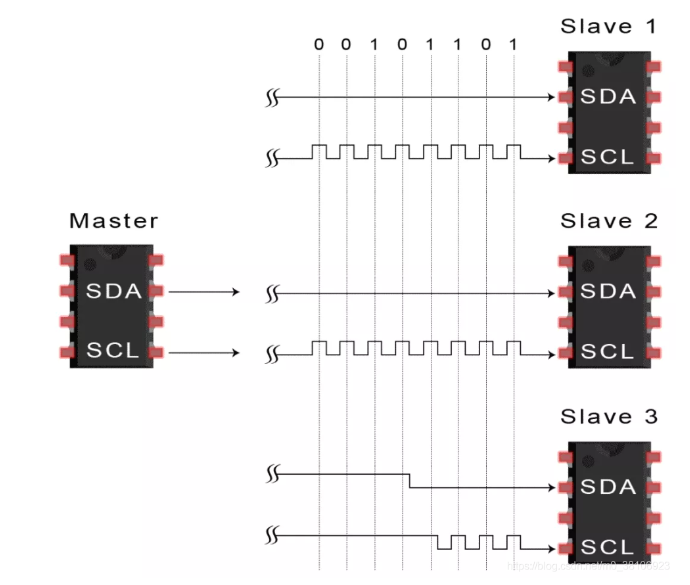 Slave 1
0 0 1 0 1 1 0 1
SDA
SCL
Master
Slave 2
SDA
SDA
SCL
SCL
Slave 3
SDA
SCL